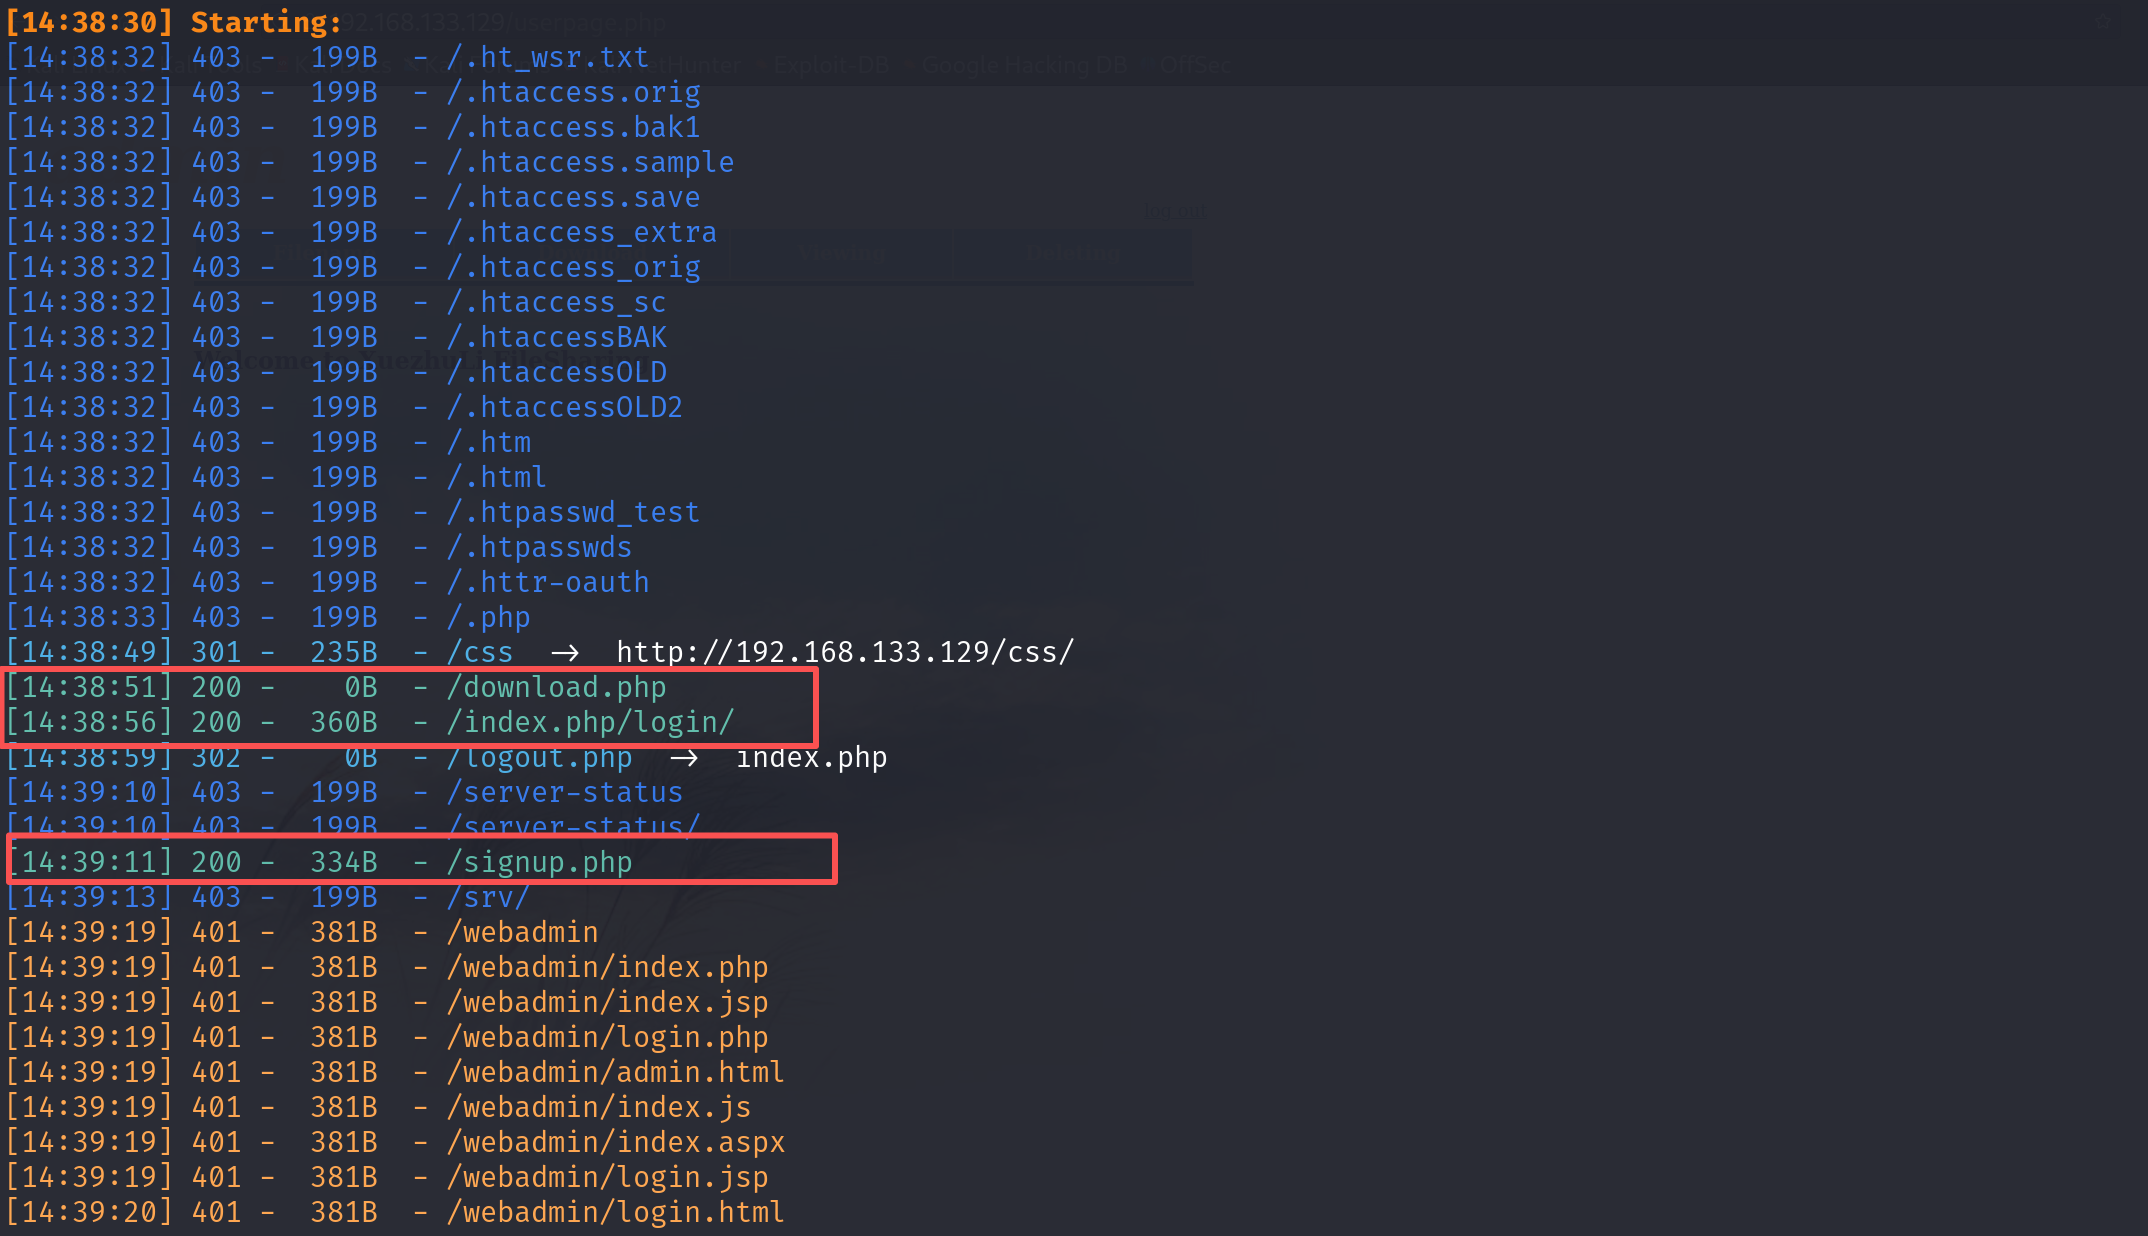 [14:38:30] Starting:
[14:38:32] 403 -  199B  - /.ht_wsr.txt
[14:38:32] 403 -  199B  - /.htaccess.orig
[14:38:32] 403 -  199B  - /.htaccess.bak1
[14:38:32] 403 -  199B  - /.htaccess.sample
[14:38:32] 403 -  199B  - /.htaccess.save
[14:38:32] 403 -  199B  - /.htaccess_extra
[14:38:32] 403 -  199B  - /.htaccess_orig
[14:38:32] 403 -  199B  - /.htaccess_sc
[14:38:32] 403 -  199B  - /.htaccessBAK
[14:38:32] 403 -  199B  - /.htaccessOLD
[14:38:32] 403 -  199B  - /.htaccessOLD2
[14:38:32] 403 -  199B  - /.htm
[14:38:32] 403 -  199B  - /.html
[14:38:32] 403 -  199B  - /.htpasswd_test
[14:38:32] 403 -  199B  - /.htpasswds
[14:38:32] 403 -  199B  - /.httr-oauth
[14:38:33] 403 -  199B  - /.php
[14:38:49] 301 -  235B  - /css  →  http://192.168.133.129/css/
[14:38:51] 200 -    0B  - /download.php
[14:38:56] 200 -  360B  - /index.php/login/
[14:38:59] 302 -    0B  - /logout.php  →  index.php
[14:39:10] 403 -  199B  - /server-status
[14:39:10] 403 -  199B  - /server-status/
[14:39:11] 200 -  334B  - /signup.php
[14:39:13] 403 -  199B  - /srv/
[14:39:19] 401 -  381B  - /webadmin
[14:39:19] 401 -  381B  - /webadmin/index.php
[14:39:19] 401 -  381B  - /webadmin/index.jsp
[14:39:19] 401 -  381B  - /webadmin/login.php
[14:39:19] 401 -  381B  - /webadmin/admin.html
[14:39:19] 401 -  381B  - /webadmin/index.js
[14:39:19] 401 -  381B  - /webadmin/index.aspx
[14:39:19] 401 -  381B  - /webadmin/login.jsp
[14:39:20] 401 -  381B  - /webadmin/login.html